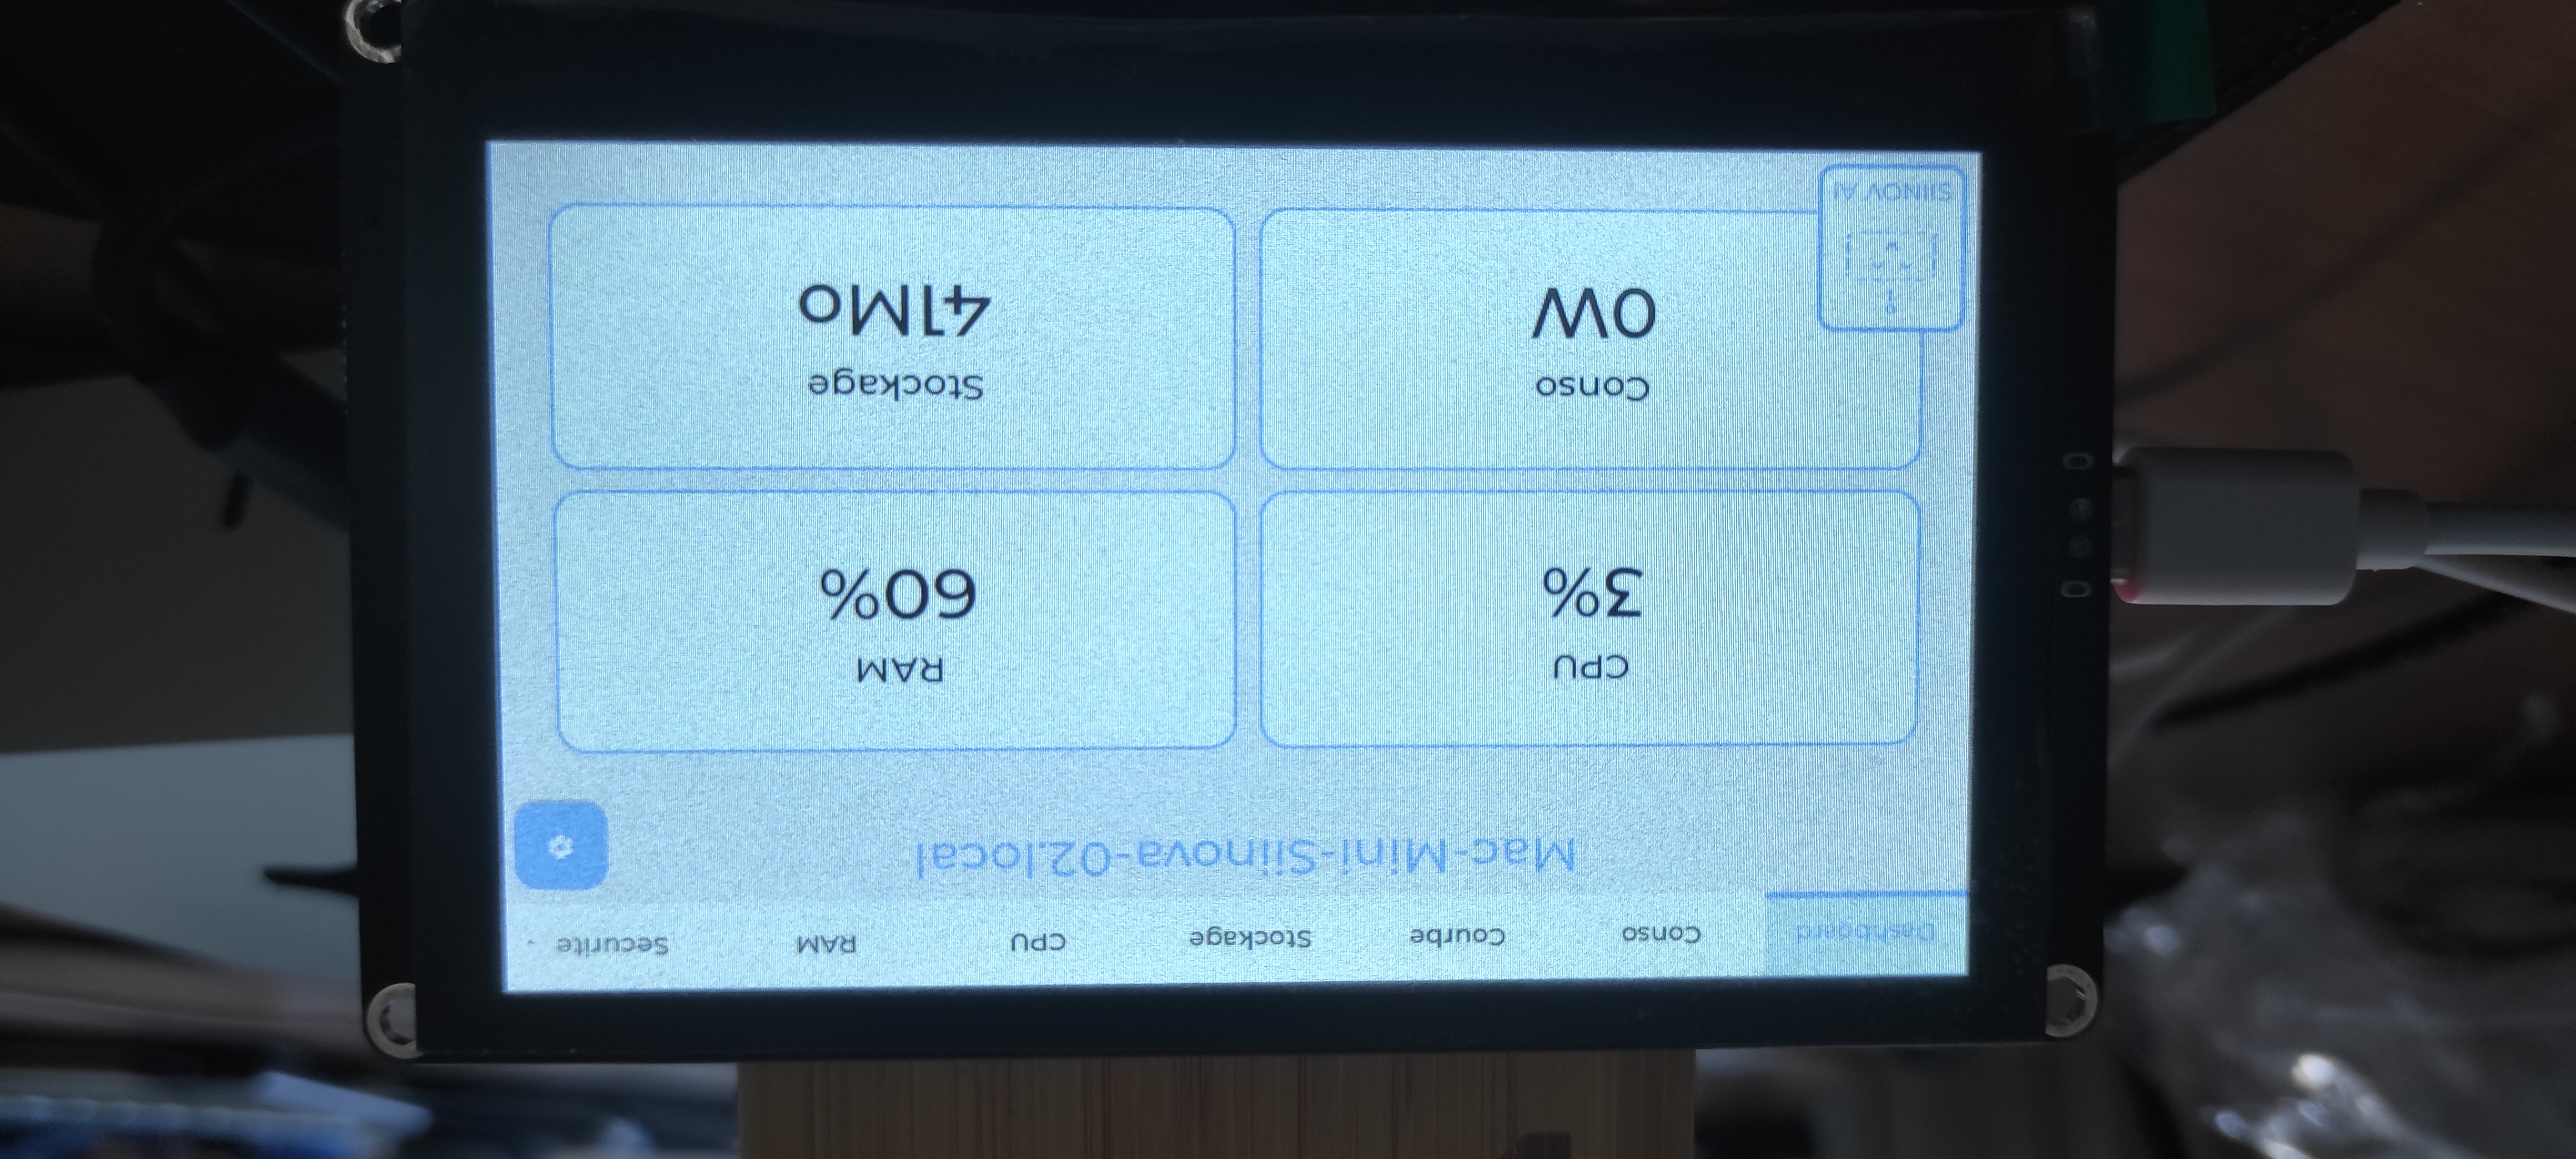 Dashboard Conso Courbe Stockage CPU RAM Securite
Mac-Mini-Siinova-02.local
CPU
3%
RAM
60%
Conso
0W
Stockage
41Mo
SIINOV'AI